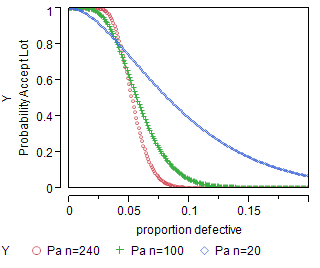 1
0.8
0.6
0.4
0.2
0
Y
Probability Accept Lot
0 0.05 0.1 0.15
proportion defective
Y Pa n=240 Pa n=100 Pa n=20